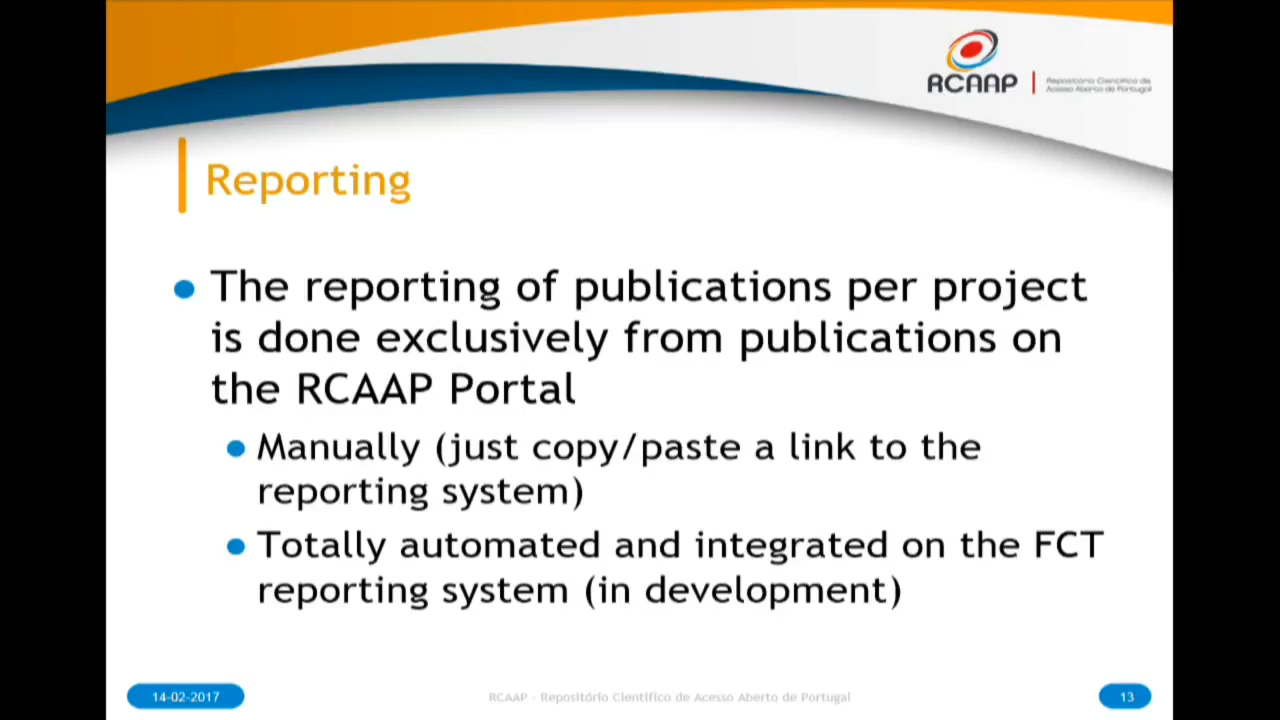 RCAAP
Repositório Científico de
Acesso Aberto de Portugal
Reporting
The reporting of publications per project
is done exclusively from publications on
the RCAAP Portal
Manually (just copy/paste a link to the
reporting system)
Totally automated and integrated on the FCT
reporting system (in development)
14-02-2017
RCAAP - Repositório Científico de Acesso Aberto de Portugal
13